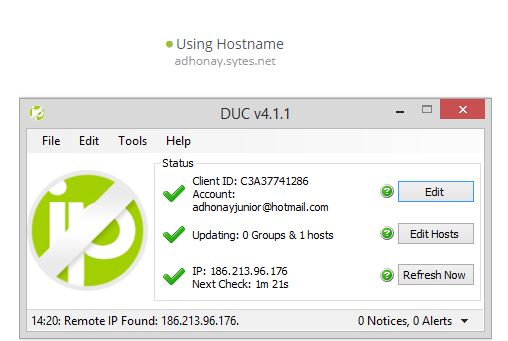 Using Hostname
adhonay.sytes.net
DUC v4.1.1
File Edit Tools Help
Status
Client ID: C3A37741286
Account:
adhonayjunior@hotmail.com
Edit
Updating: 0 Groups & 1 hosts
Edit Hosts
ip
IP: 186.213.96.176
Next Check: 1m 21s
Refresh Now
14:20: Remote IP Found: 186.213.96.176.
0 Notices, 0 Alerts